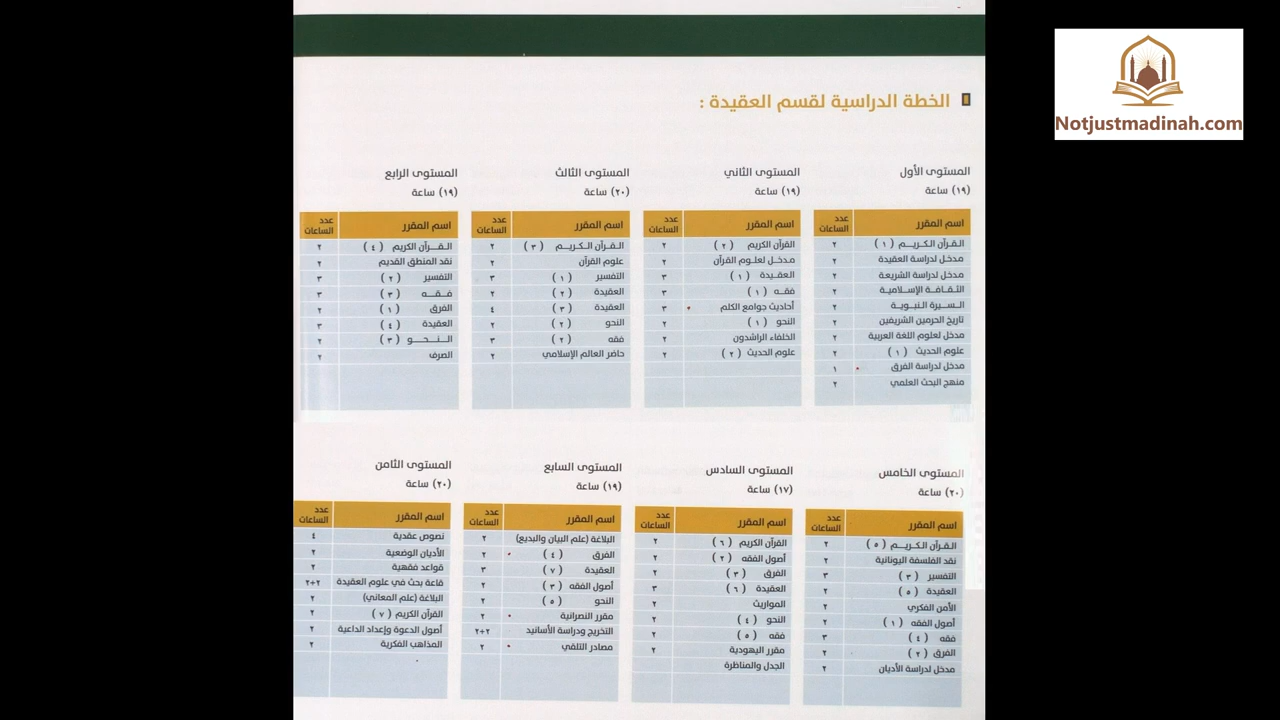 Notjustmadinah.com
الخطة الدراسية لقسم العقيدة :
المستوى الأول
(١٩) ساعة
اسم المقرر عدد الساعات
القرآن الكريم (١) ٢
مدخل لدراسة العقيدة ٢
مدخل لدراسة الشريعة ٢
الثقافة الإسلامية ٢
السيرة النبوية ٢
تاريخ الحرمين الشريفين ٢
مدخل لعلوم اللغة العربية ٢
علوم الحديث (١) ٢
مدخل لدراسة الفرق ١
منهج البحث العلمي ٢
المستوى الثاني
(١٩) ساعة
اسم المقرر عدد الساعات
القرآن الكريم (٢) ٢
مدخل لعلوم القرآن ٢
العقيدة (١) ٣
فقه (١) ٣
أحاديث جوامع الكلم ٣
النحو (١) ٢
الخلفاء الراشدون ٢
علوم الحديث (٢) ٢
المستوى الثالث
(٢٠) ساعة
اسم المقرر عدد الساعات
القرآن الكريم (٣) ٢
علوم القرآن ٢
التفسير (١) ٣
العقيدة (٢) ٢
العقيدة (٣) ٤
النحو (٢) ٢
فقه (٢) ٣
حاضر العالم الإسلامي ٢
المستوى الرابع
(١٩) ساعة
اسم المقرر عدد الساعات
القرآن الكريم (٤) ٢
نقد المنطق القديم ٢
التفسير (٢) ٣
فقه (٣) ٣
الفرق (١) ٢
العقيدة (٤) ٣
النحو (٣) ٢
الصرف ٢
المستوى الخامس
(٢٠) ساعة
اسم المقرر عدد الساعات
القرآن الكريم (٥) ٢
نقد الفلسفة اليونانية ٢
التفسير (٣) ٣
العقيدة (٥) ٢
الأمن الفكري ٢
أصول الفقه (١) ٢
فقه (٤) ٣
الفرق (٢) ٢
مدخل لدراسة الأديان ٢
المستوى السادس
(١٧) ساعة
اسم المقرر عدد الساعات
القرآن الكريم (٦) ٢
أصول الفقه (٢) ٢
الفرق (٣) ٢
العقيدة (٦) ٣
المواريث ٢
النحو (٤) ٢
فقه (٥) ٢
مقرر اليهودية ٢
الجدل والمناظرة
المستوى السابع
(١٩) ساعة
اسم المقرر عدد الساعات
البلاغة (علم البيان والبديع) ٢
الفرق (٤) ٢
العقيدة (٧) ٣
أصول الفقه (٣) ٢
النحو (٥) ٢
مقرر النصرانية ٢
التخريج ودراسة الأسانيد ٢+٢
مصادر التلقي ٢
المستوى الثامن
(٢٠) ساعة
اسم المقرر عدد الساعات
نصوص عقدية ٤
الأديان الوضعية ٢
قواعد فقهية ٢
قاعة بحث في علوم العقيدة ٢+٢
البلاغة (علم المعاني) ٢
القرآن الكريم (٧) ٢
أصول الدعوة وإعداد الداعية ٢
المذاهب الفكرية ٢